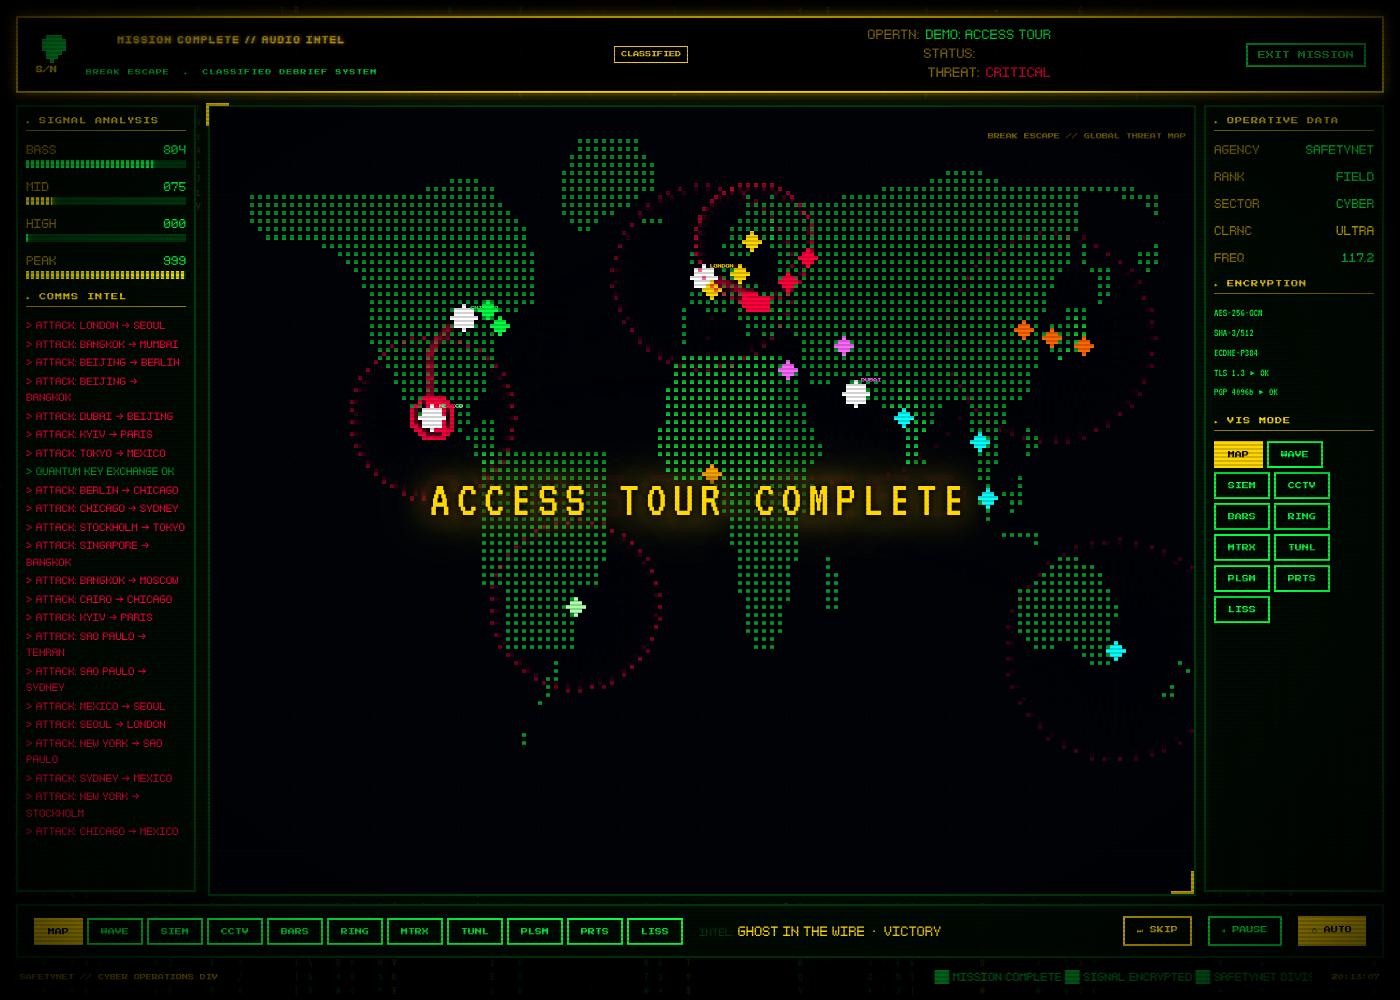 MISSION COMPLETE // AUDIO INTEL
S/N
BREAK ESCAPE . CLASSIFIED DEBRIEF SYSTEM
CLASSIFIED
OPERTN: DEMO: ACCESS TOUR
STATUS:
THREAT: CRITICAL
EXIT MISSION
. SIGNAL ANALYSIS
BASS 804
MID 075
HIGH 000
PEAK 999
. COMMS INTEL
> ATTACK: LONDON → SEOUL
> ATTACK: BANGKOK → MUMBAI
> ATTACK: BEIJING → BERLIN
> ATTACK: BEIJING →
BANGKOK
> ATTACK: DUBAI → BEIJING
> ATTACK: KYIV → PARIS
> ATTACK: TOKYO → MEXICO
> QUANTUM KEY EXCHANGE OK
> ATTACK: BERLIN → CHICAGO
> ATTACK: CHICAGO → SYDNEY
> ATTACK: STOCKHOLM → TOKYO
> ATTACK: SINGAPORE →
BANGKOK
> ATTACK: BANGKOK → MOSCOW
> ATTACK: CAIRO → CHICAGO
> ATTACK: KYIV → PARIS
> ATTACK: SAO PAULO →
TEHRAN
> ATTACK: SAO PAULO →
SYDNEY
> ATTACK: MEXICO → SEOUL
> ATTACK: SEOUL → LONDON
> ATTACK: NEW YORK → SAO
PAULO
> ATTACK: SYDNEY → MEXICO
> ATTACK: NEW YORK →
STOCKHOLM
> ATTACK: CHICAGO → MEXICO
BREAK ESCAPE // GLOBAL THREAT MAP
LONDON
DUBAI
ACCESS TOUR COMPLETE
. OPERATIVE DATA
AGENCY SAFETYNET
RANK FIELD
SECTOR CYBER
CLRNC ULTRA
FREQ 117.2
. ENCRYPTION
AES-256-GCM
SHA-3/512
ECDHE-P384
TLS 1.3 ▸ OK
PGP 4096b ▸ OK
. VIS MODE
MAP WAVE
SIEM CCTV
BARS RING
MTRX TUNL
PLSM PRTS
LISS
MAP WAVE SIEM CCTV BARS RING MTRX TUNL PLSM PRTS LISS
INTEL GHOST IN THE WIRE · VICTORY
SKIP
PAUSE
AUTO
SAFETYNET // CYBER OPERATIONS DIV
MISSION COMPLETE SIGNAL ENCRYPTED SAFETYNET DIVIS
20:13:07